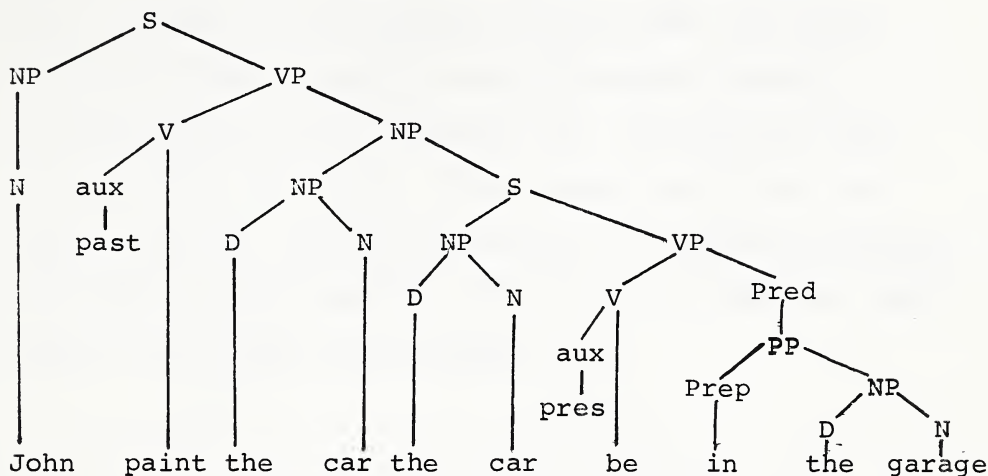 S
NP VP
V NP
N aux NP S
past D N NP VP
D N V Pred
aux PP
pres Prep NP
D N
John paint the car the car be in the garage